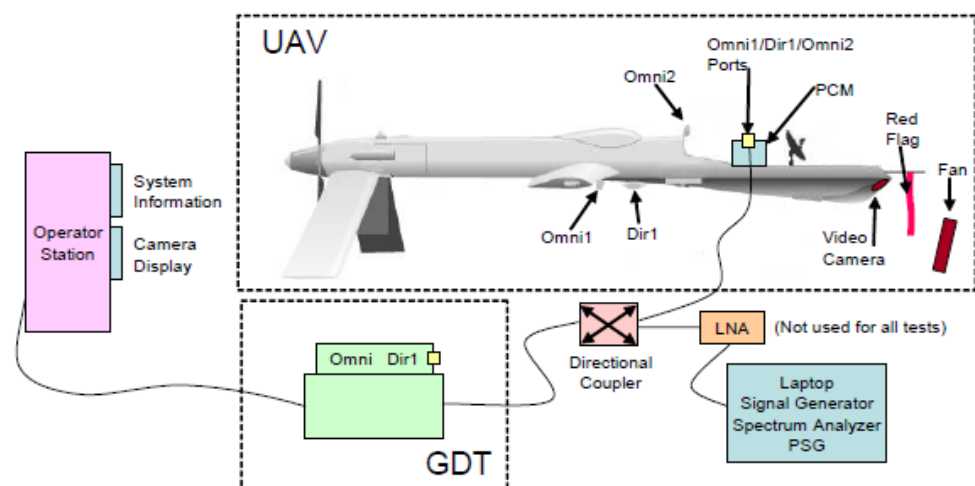 UAV
Omni1/Dir1/Omni2
Ports
Omni2
PCM
Red
Flag
Fan
System
Information
Operator
Station
Camera
Display
Omni1
Dir1
Video
Camera
Omni Dir1
Directional
Coupler
LNA (Not used for all tests)
Laptop
Signal Generator
Spectrum Analyzer
PSG
GDT